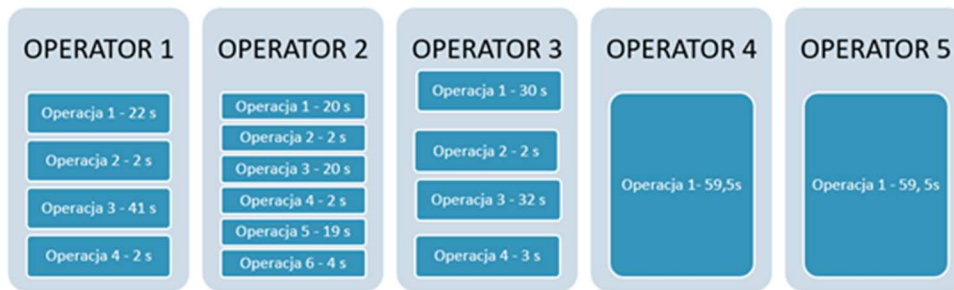 OPERATOR 1
Operacja 1 - 22 s
Operacja 2 - 2 s
Operacja 3 - 41 s
Operacja 4 - 2 s
OPERATOR 2
Operacja 1 - 20 s
Operacja 2 - 2 s
Operacja 3 - 20 s
Operacja 4 - 2 s
Operacja 5 - 19 s
Operacja 6 - 4 s
OPERATOR 3
Operacja 1 - 30 s
Operacja 2 - 2 s
Operacja 3 - 32 s
Operacja 4 - 3 s
OPERATOR 4
Operacja 1- 59,5s
OPERATOR 5
Operacja 1 - 59, 5s